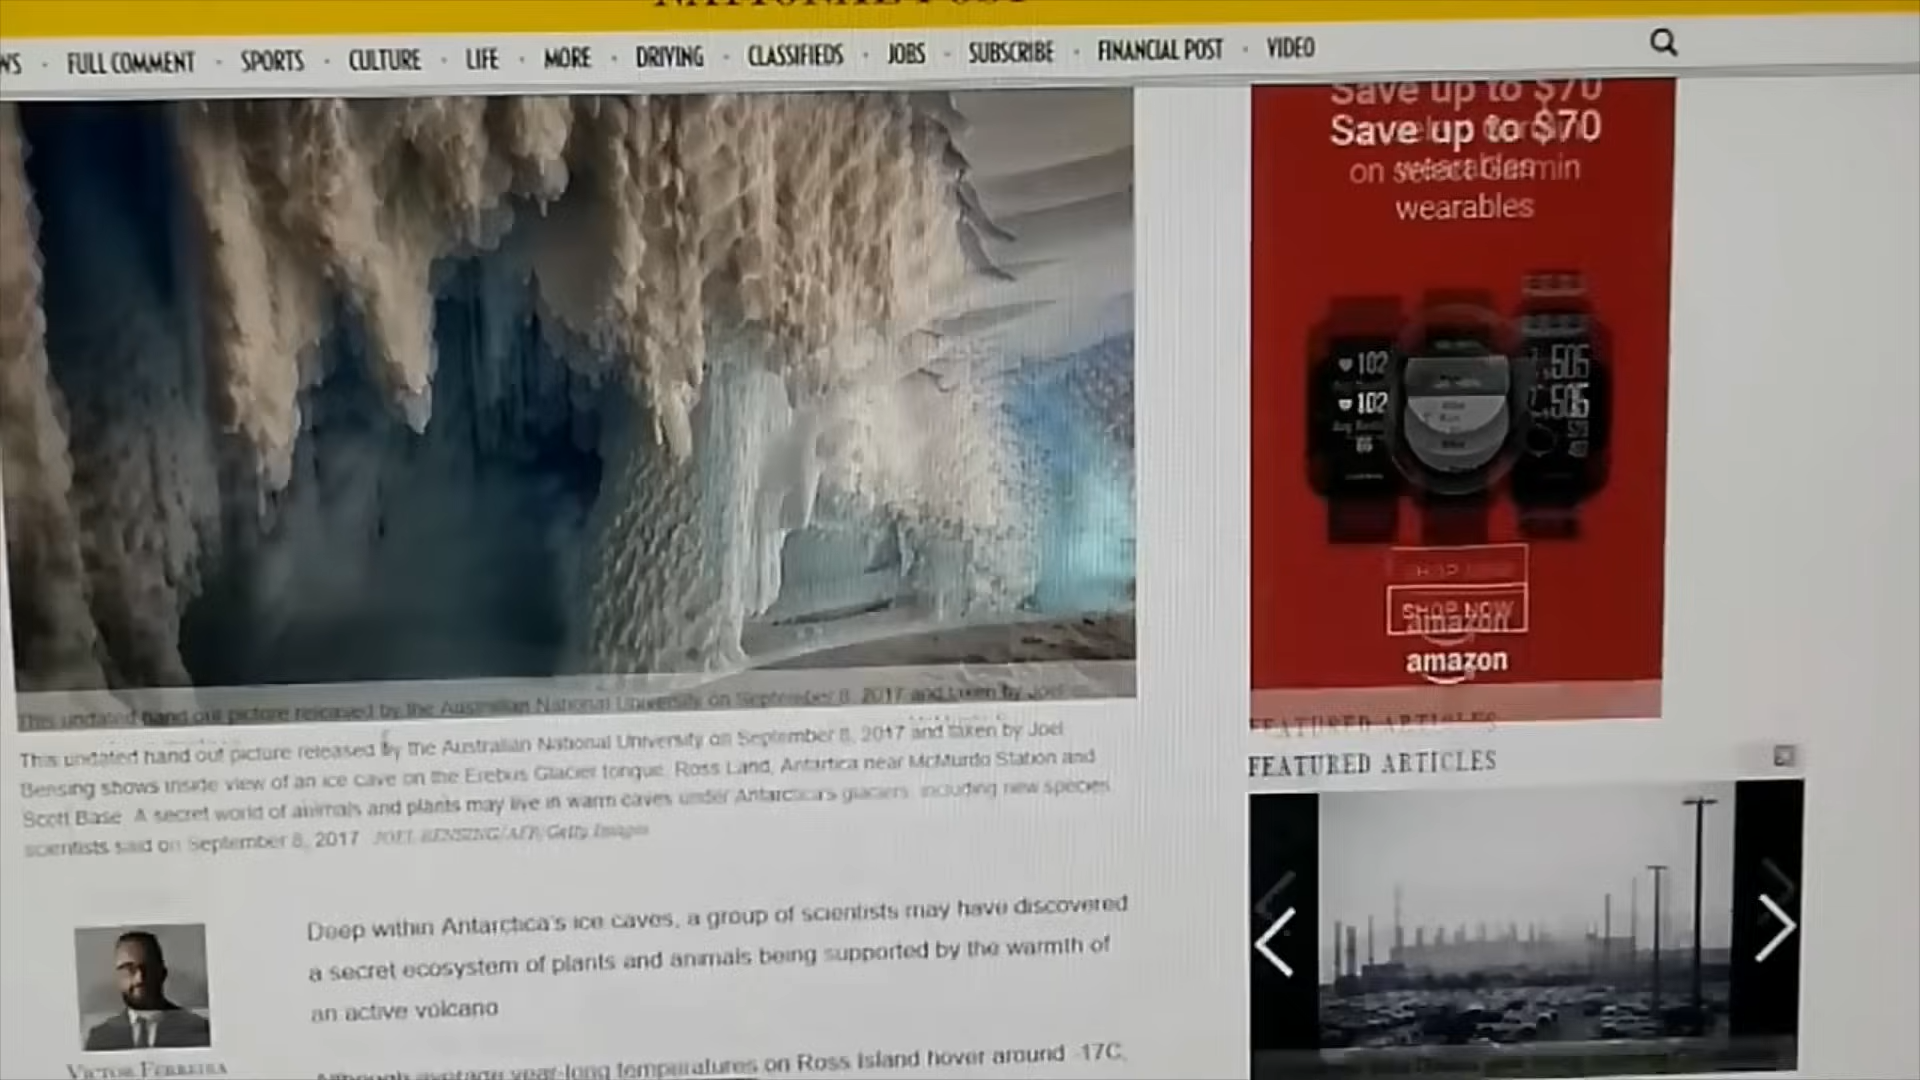 NATIONAL POST
FULL COMMENT · SPORTS · CULTURE · LIFE · MORE · DRIVING · CLASSIFIEDS · JOBS · SUBSCRIBE · FINANCIAL POST · VIDEO
Save up to $70
Save up to $70
on select Garmin
wearables
102
102
505
505
SHOP NOW
SHOP NOW
amazon
amazon
This undated hand out picture released by the Australian National University on September 8, 2017 and taken by Joel
This undated hand out picture released by the Australian National University on September 8, 2017 and taken by Joel
Bensing shows inside view of an ice cave on the Erebus Glacier tongue, Ross Land, Antartica near McMurdo Station and
Scott Base. A secret world of animals and plants may live in warm caves under Antarctica's glaciers, including new species,
scientists said on September 8, 2017 JOEL BENSING/AFP/Getty Images
FEATURED ARTICLES
FEATURED ARTICLES
Deep within Antarctica's ice caves, a group of scientists may have discovered
a secret ecosystem of plants and animals being supported by the warmth of
an active volcano
VICTOR FERREIRA
Although average year-long temperatures on Ross Island hover around -17C,